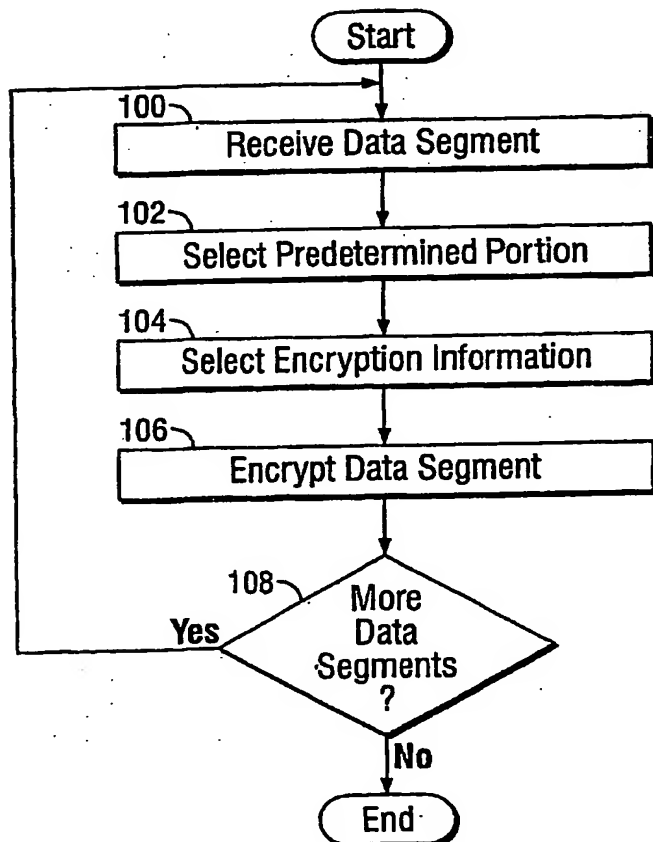 Start
100
Receive Data Segment
102
Select Predetermined Portion
104
Select Encryption Information
106
Encrypt Data Segment
108
More
Data
Segments
?
Yes
No
End